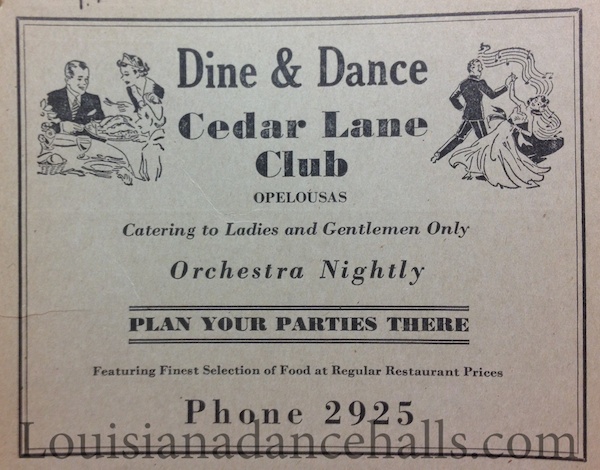 Dine & Dance
Cedar Lane
Club
OPELOUSAS
Catering to Ladies and Gentlemen Only
Orchestra Nightly
PLAN YOUR PARTIES THERE
Featuring Finest Selection of Food at Regular Restaurant Prices
Phone 2925
Louisianadancehalls.com